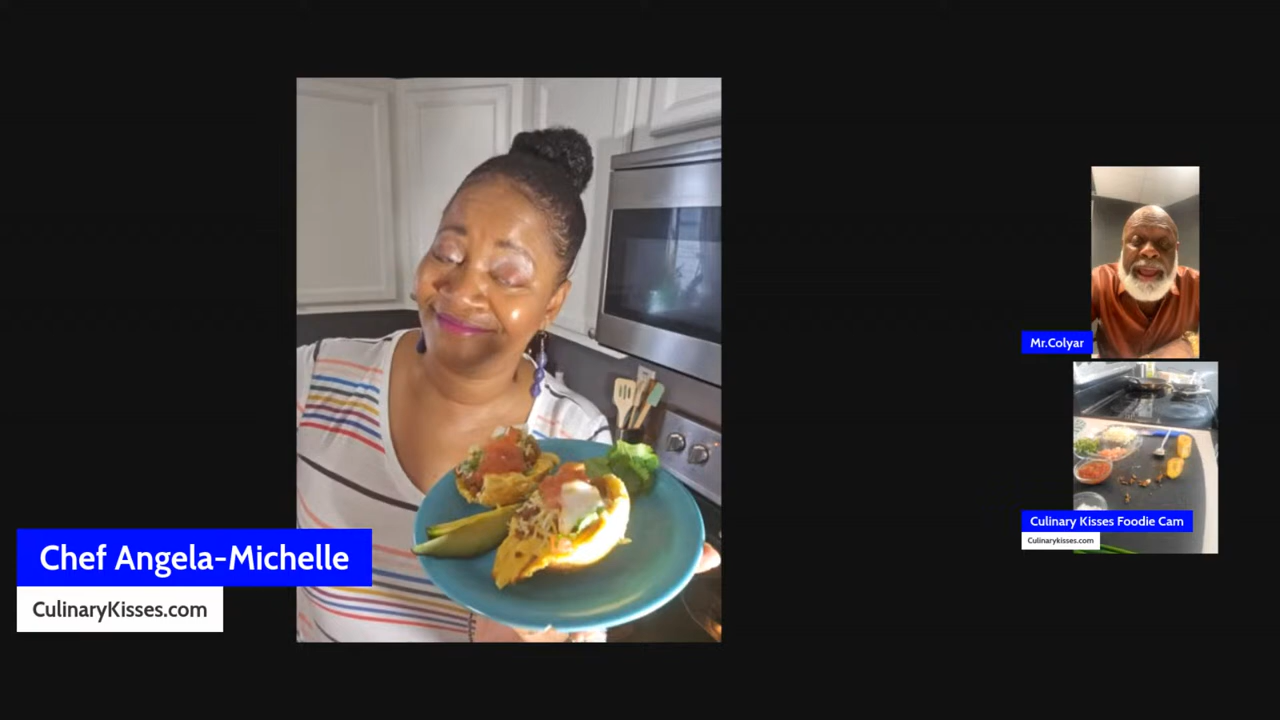 Chef Angela-Michelle
CulinaryKisses.com
Mr.Colyar
Culinary Kisses Foodie Cam
Culinarykisses.com